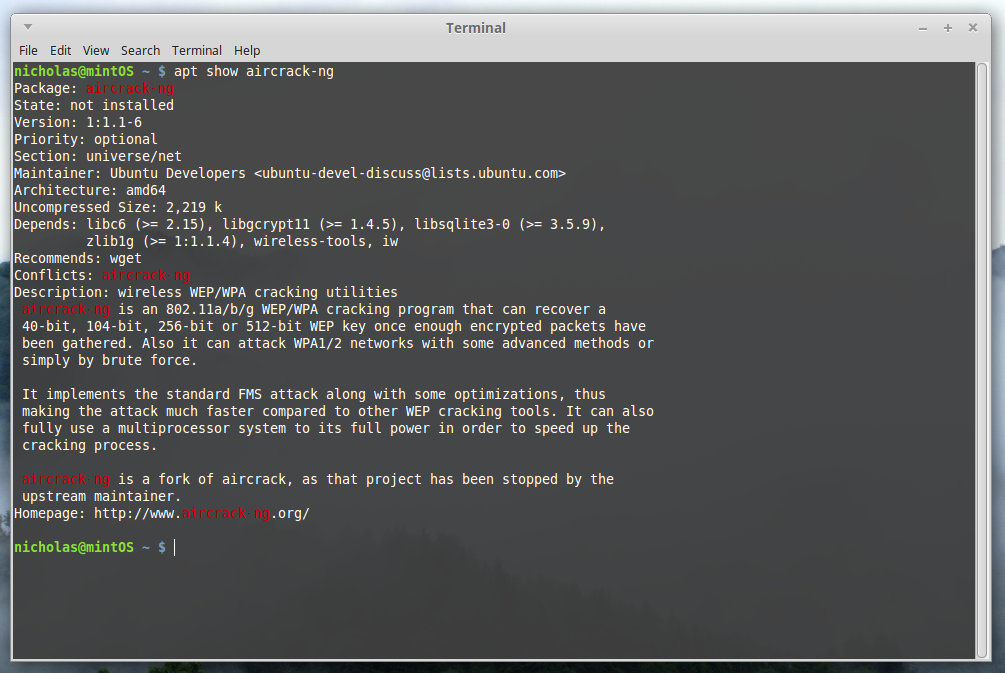 Terminal
File Edit View Search Terminal Help
nicholas@mintOS ~ $ apt show aircrack-ng
Package: aircrack-ng
State: not installed
Version: 1:1.1-6
Priority: optional
Section: universe/net
Maintainer: Ubuntu Developers <ubuntu-devel-discuss@lists.ubuntu.com>
Architecture: amd64
Uncompressed Size: 2,219 k
Depends: libc6 (>= 2.15), libgcrypt11 (>= 1.4.5), libsqlite3-0 (>= 3.5.9),
zlib1g (>= 1:1.1.4), wireless-tools, iw
Recommends: wget
Conflicts: aircrack-ng
Description: wireless WEP/WPA cracking utilities
aircrack-ng is an 802.11a/b/g WEP/WPA cracking program that can recover a
40-bit, 104-bit, 256-bit or 512-bit WEP key once enough encrypted packets have
been gathered. Also it can attack WPA1/2 networks with some advanced methods or
simply by brute force.
It implements the standard FMS attack along with some optimizations, thus
making the attack much faster compared to other WEP cracking tools. It can also
fully use a multiprocessor system to its full power in order to speed up the
cracking process.
aircrack-ng is a fork of aircrack, as that project has been stopped by the
upstream maintainer.
Homepage: http://www.aircrack-ng.org/
nicholas@mintOS ~ $